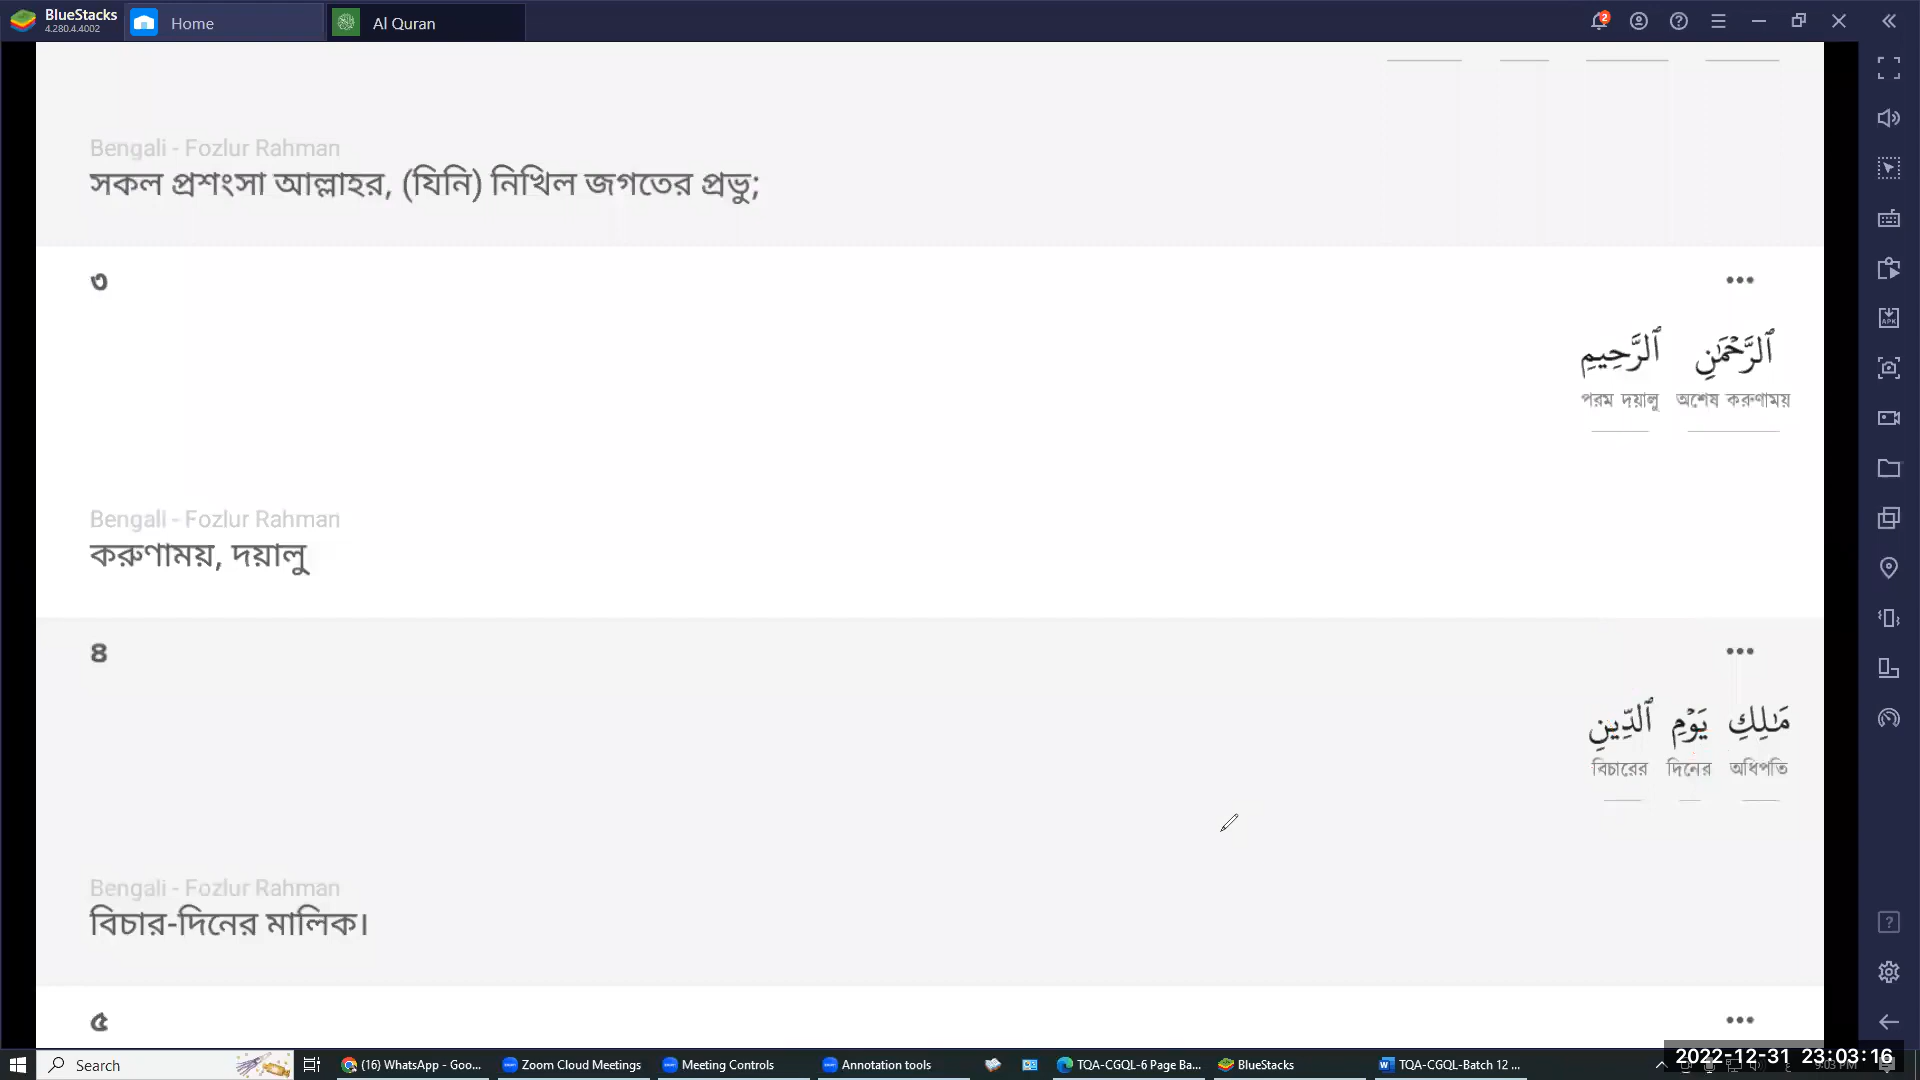 BlueStacks
4.280.4.4002
Home
Al Quran
2
Bengali - Fozlur Rahman
সকল প্রশংসা আল্লাহর, (যিনি) নিখিল জগতের প্রভু;
৩
ٱلرَّحْمَٰنِ ٱلرَّحِيمِ
অশেষ করুণাময় পরম দয়ালু
Bengali - Fozlur Rahman
করুণাময়, দয়ালু
৪
مَٰلِكِ يَوْمِ ٱلدِّينِ
অধিপতি দিনের বিচারের
Bengali - Fozlur Rahman
বিচার-দিনের মালিক।
৫
Search
(16) WhatsApp - Goo...
Zoom Cloud Meetings
Meeting Controls
Annotation tools
TQA-CGQL-6 Page Ba...
BlueStacks
TQA-CGQL-Batch 12 ...
2022-12-31 23:03:16